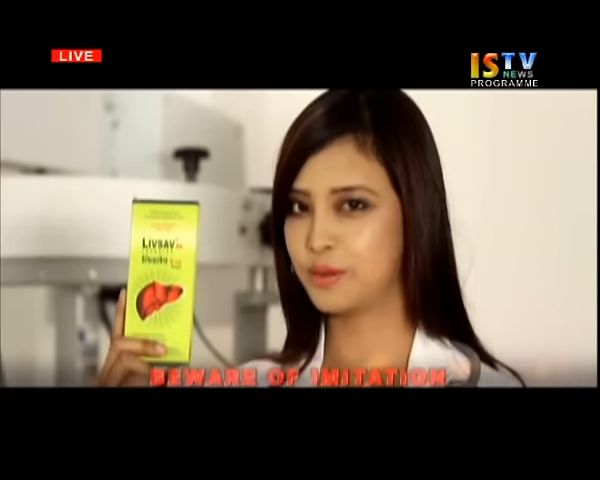 LIVE
ISTV
NEWS
PROGRAMME
LIVSAV
BEWARE OF IMITATION